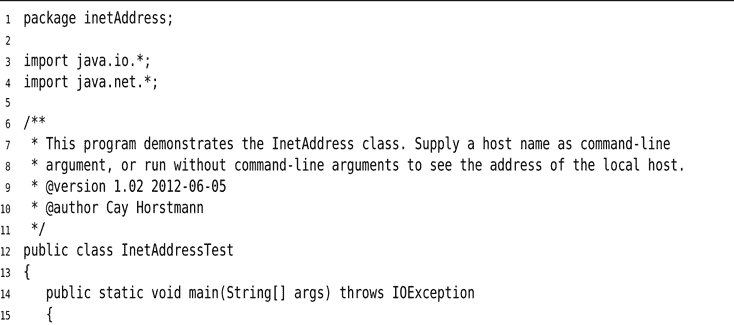 1 package inetAddress;
2
3 import java.io.*;
4 import java.net.*;
5
6 /**
7  * This program demonstrates the InetAddress class. Supply a host name as command-line
8  * argument, or run without command-line arguments to see the address of the local host.
9  * @version 1.02 2012-06-05
10  * @author Cay Horstmann
11  */
12 public class InetAddressTest
13 {
14    public static void main(String[] args) throws IOException
15    {